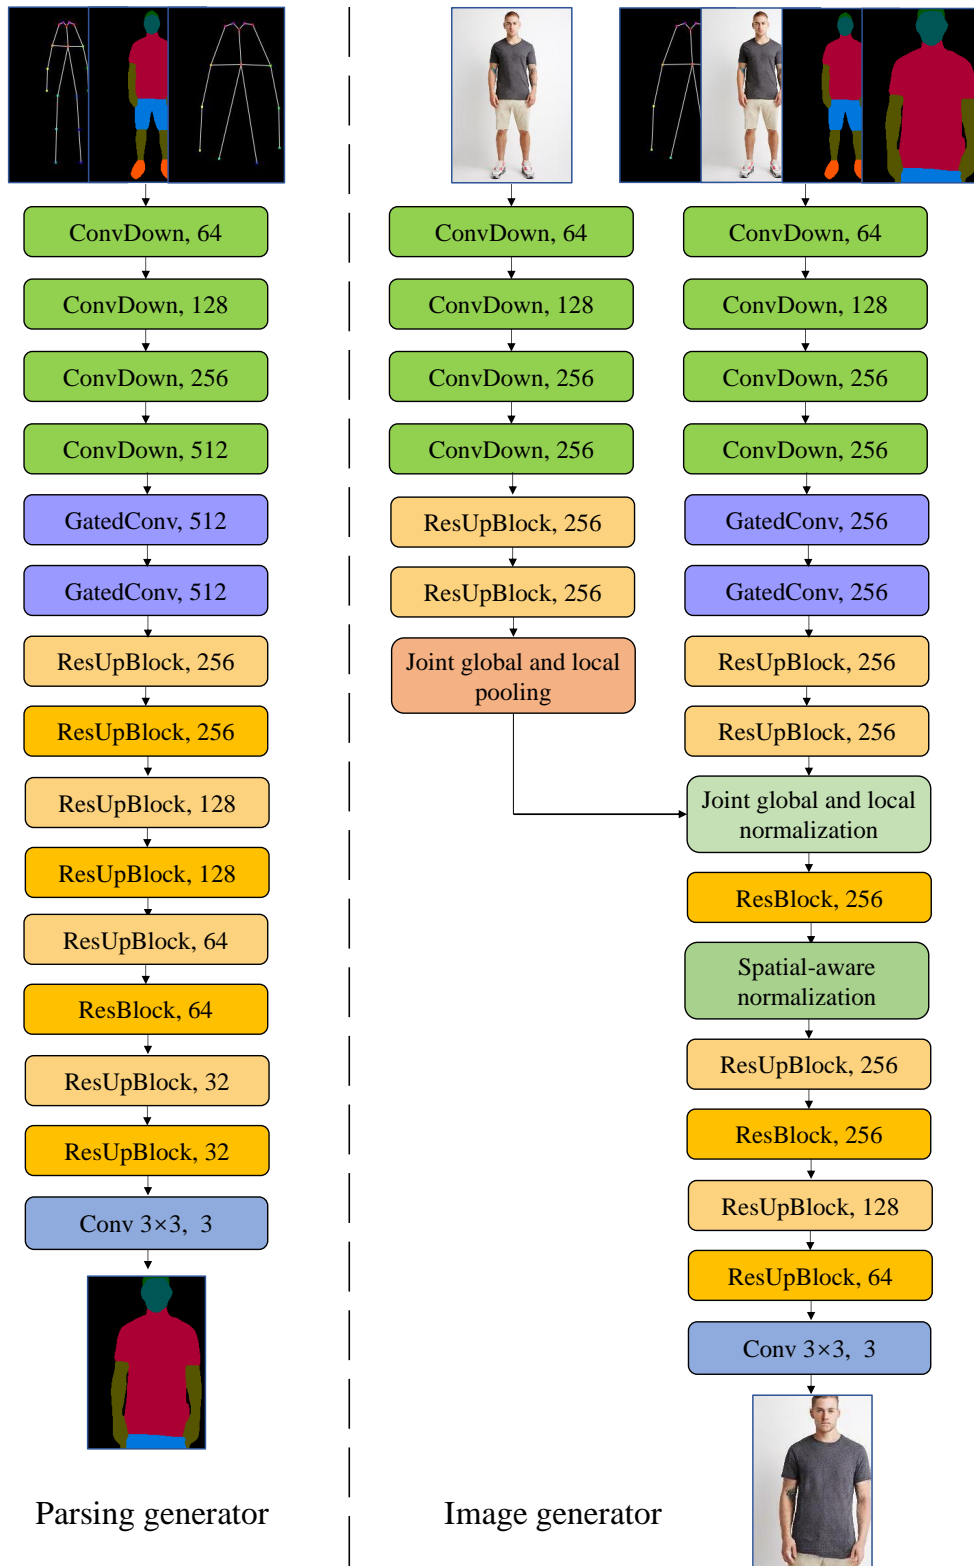 ConvDown, 64
ConvDown, 128
ConvDown, 256
ConvDown, 512
GatedConv, 512
GatedConv, 512
ResUpBlock, 256
ResUpBlock, 256
ResUpBlock, 128
ResUpBlock, 128
ResUpBlock, 64
ResBlock, 64
ResUpBlock, 32
ResUpBlock, 32
Conv 3×3, 3
Parsing generator
ConvDown, 64
ConvDown, 128
ConvDown, 256
ConvDown, 256
ResUpBlock, 256
ResUpBlock, 256
Joint global and local
pooling
ConvDown, 64
ConvDown, 128
ConvDown, 256
ConvDown, 256
GatedConv, 256
GatedConv, 256
ResUpBlock, 256
ResUpBlock, 256
Joint global and local
normalization
ResBlock, 256
Spatial-aware
normalization
ResUpBlock, 256
ResBlock, 256
ResUpBlock, 128
ResUpBlock, 64
Conv 3×3, 3
Image generator